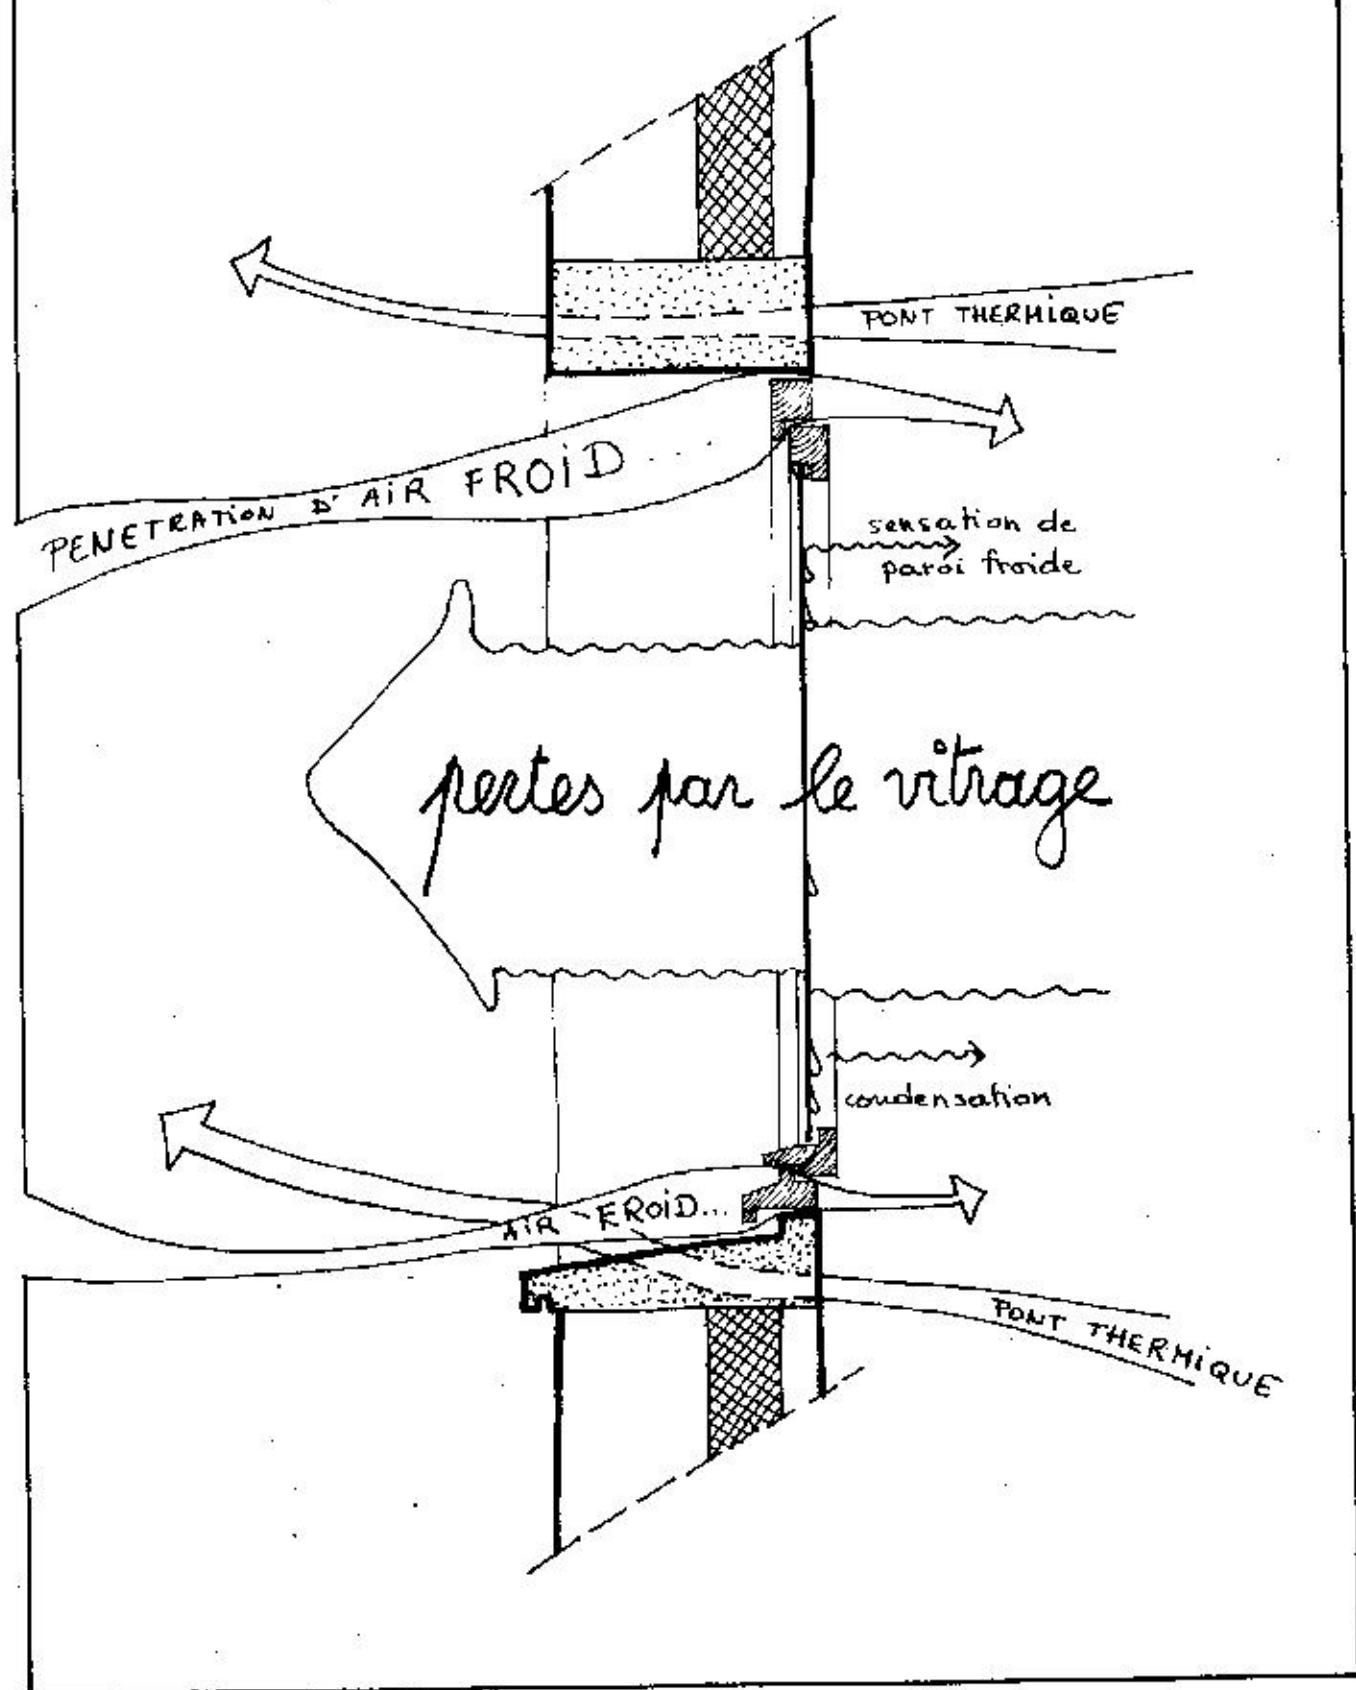 PONT THERMIQUE
PENETRATION D' AIR FROID ....
sensation de
paroi froide
pertes par le vitrage
condensation
AIR FROID...
PONT THERMIQUE